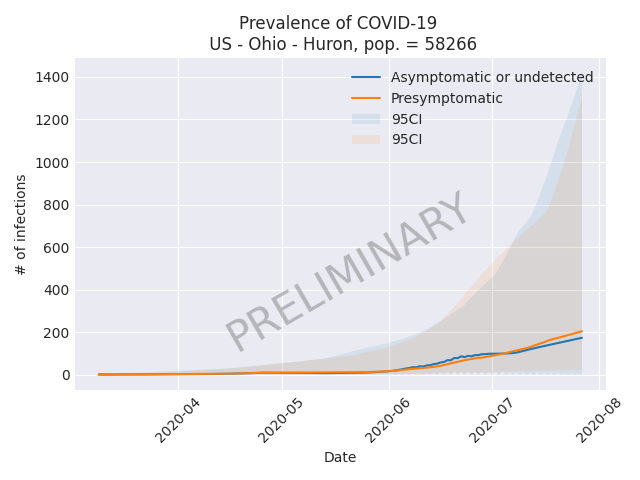 Prevalence of COVID-19
US - Ohio - Huron, pop. = 58266
Asymptomatic or undetected
Presymptomatic
95CI
95CI
1400
1200
1000
800
600
400
200
0
# of infections
PRELIMINARY
2020-04
2020-05
2020-06
2020-07
2020-08
Date